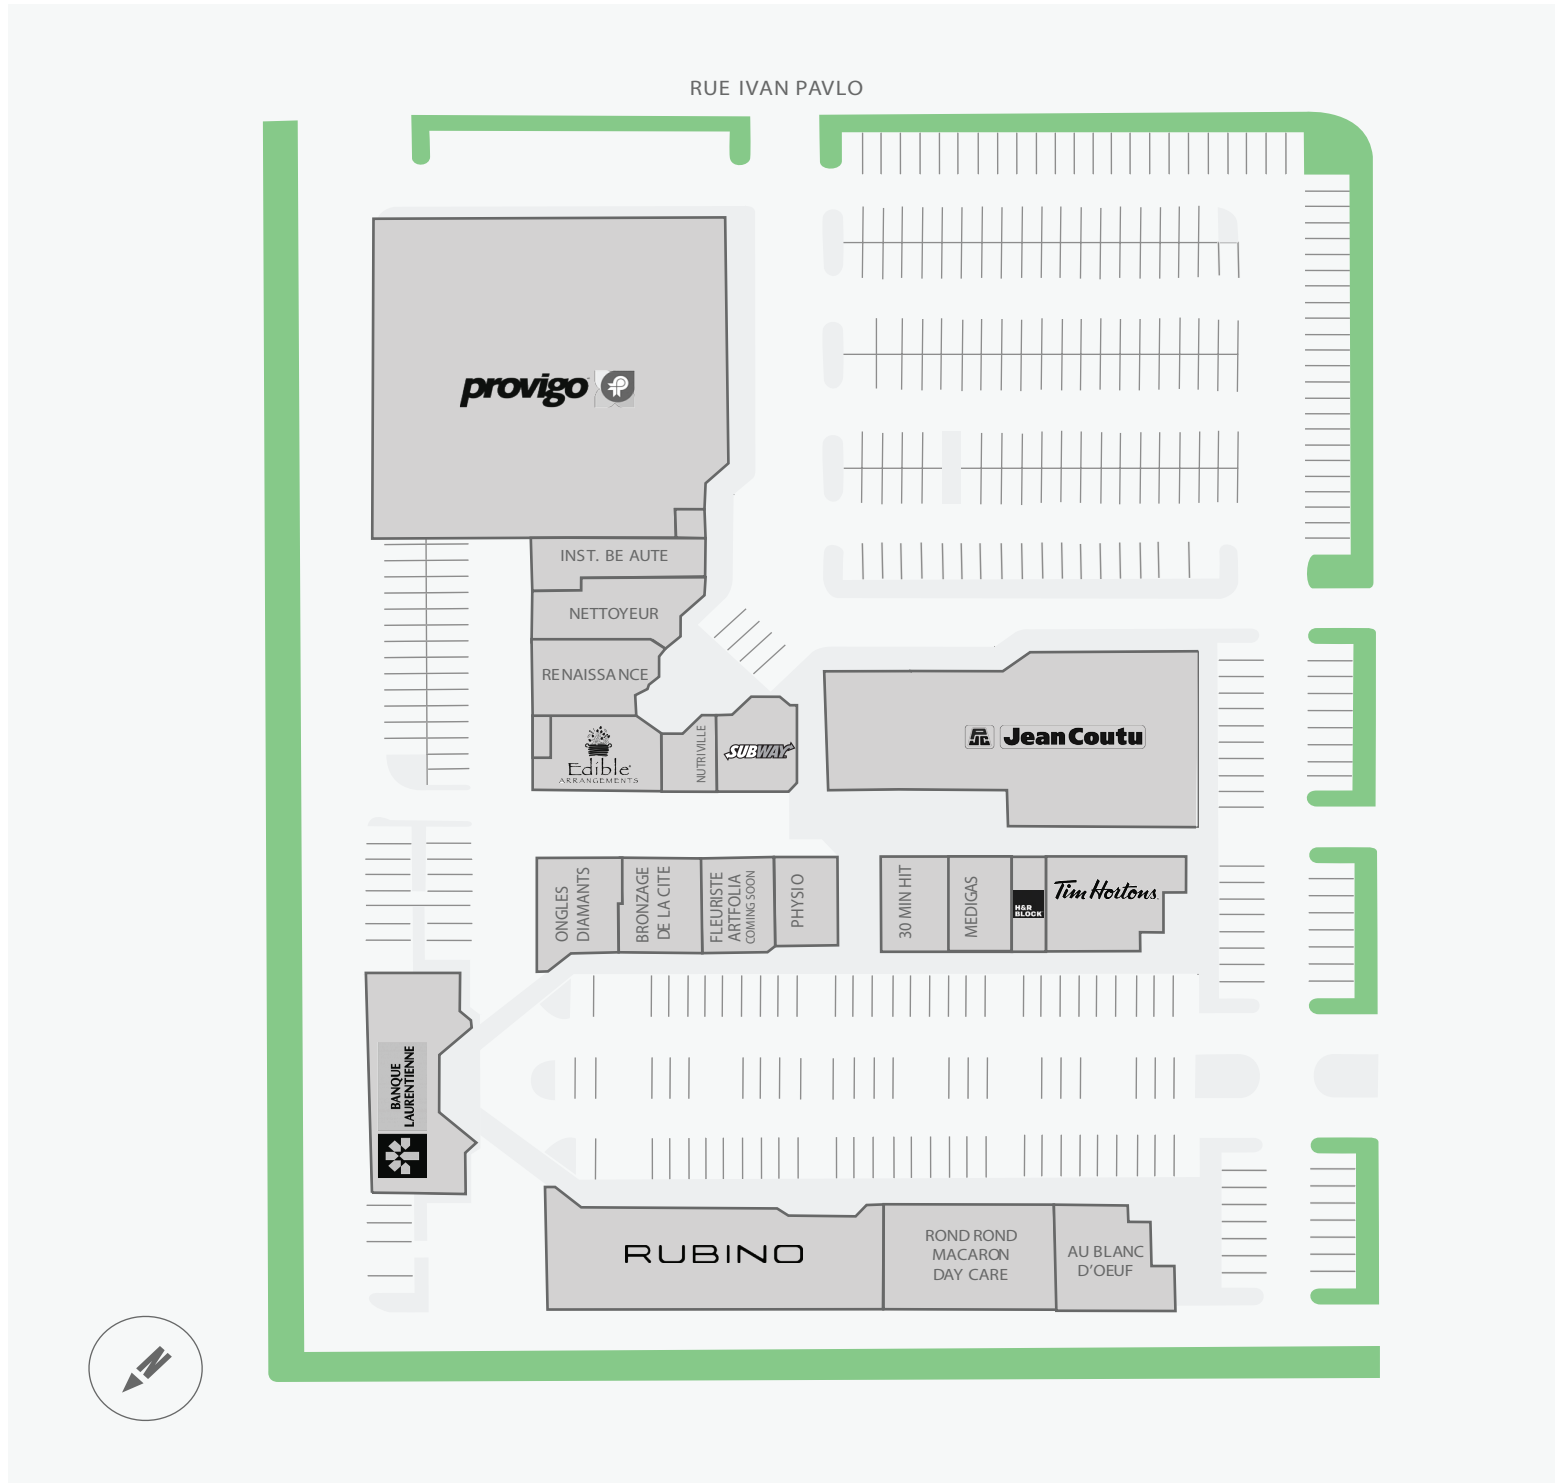 RUE IVAN PAVLO
provigo
INST. BE AUTE
NETTOYEUR
RENAISSANCE
Edible
ARRANGEMENTS
NUTRIVILLE
SUBWAY
Jean Coutu
ONGLES
DIAMANTS
BRONZAGE
DE LA CITE
FLEURISTE
ARTFOLIA
COMING SOON
PHYSIO
30 MIN HIT
MEDIGAS
H&R
BLOCK
Tim Hortons
BANQUE
LAURENTIENNE
RUBINO
ROND ROND
MACARON
DAY CARE
AU BLANC
D'OEUF
N